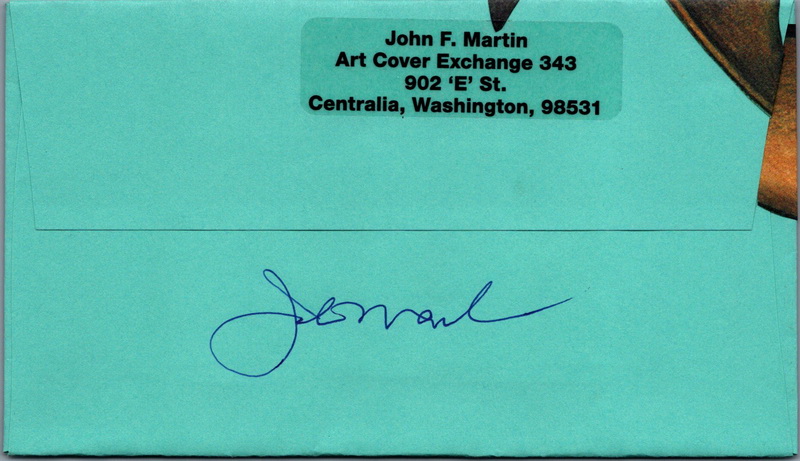 John F. Martin
Art Cover Exchange 343
902 ‘E’ St.
Centralia, Washington, 98531